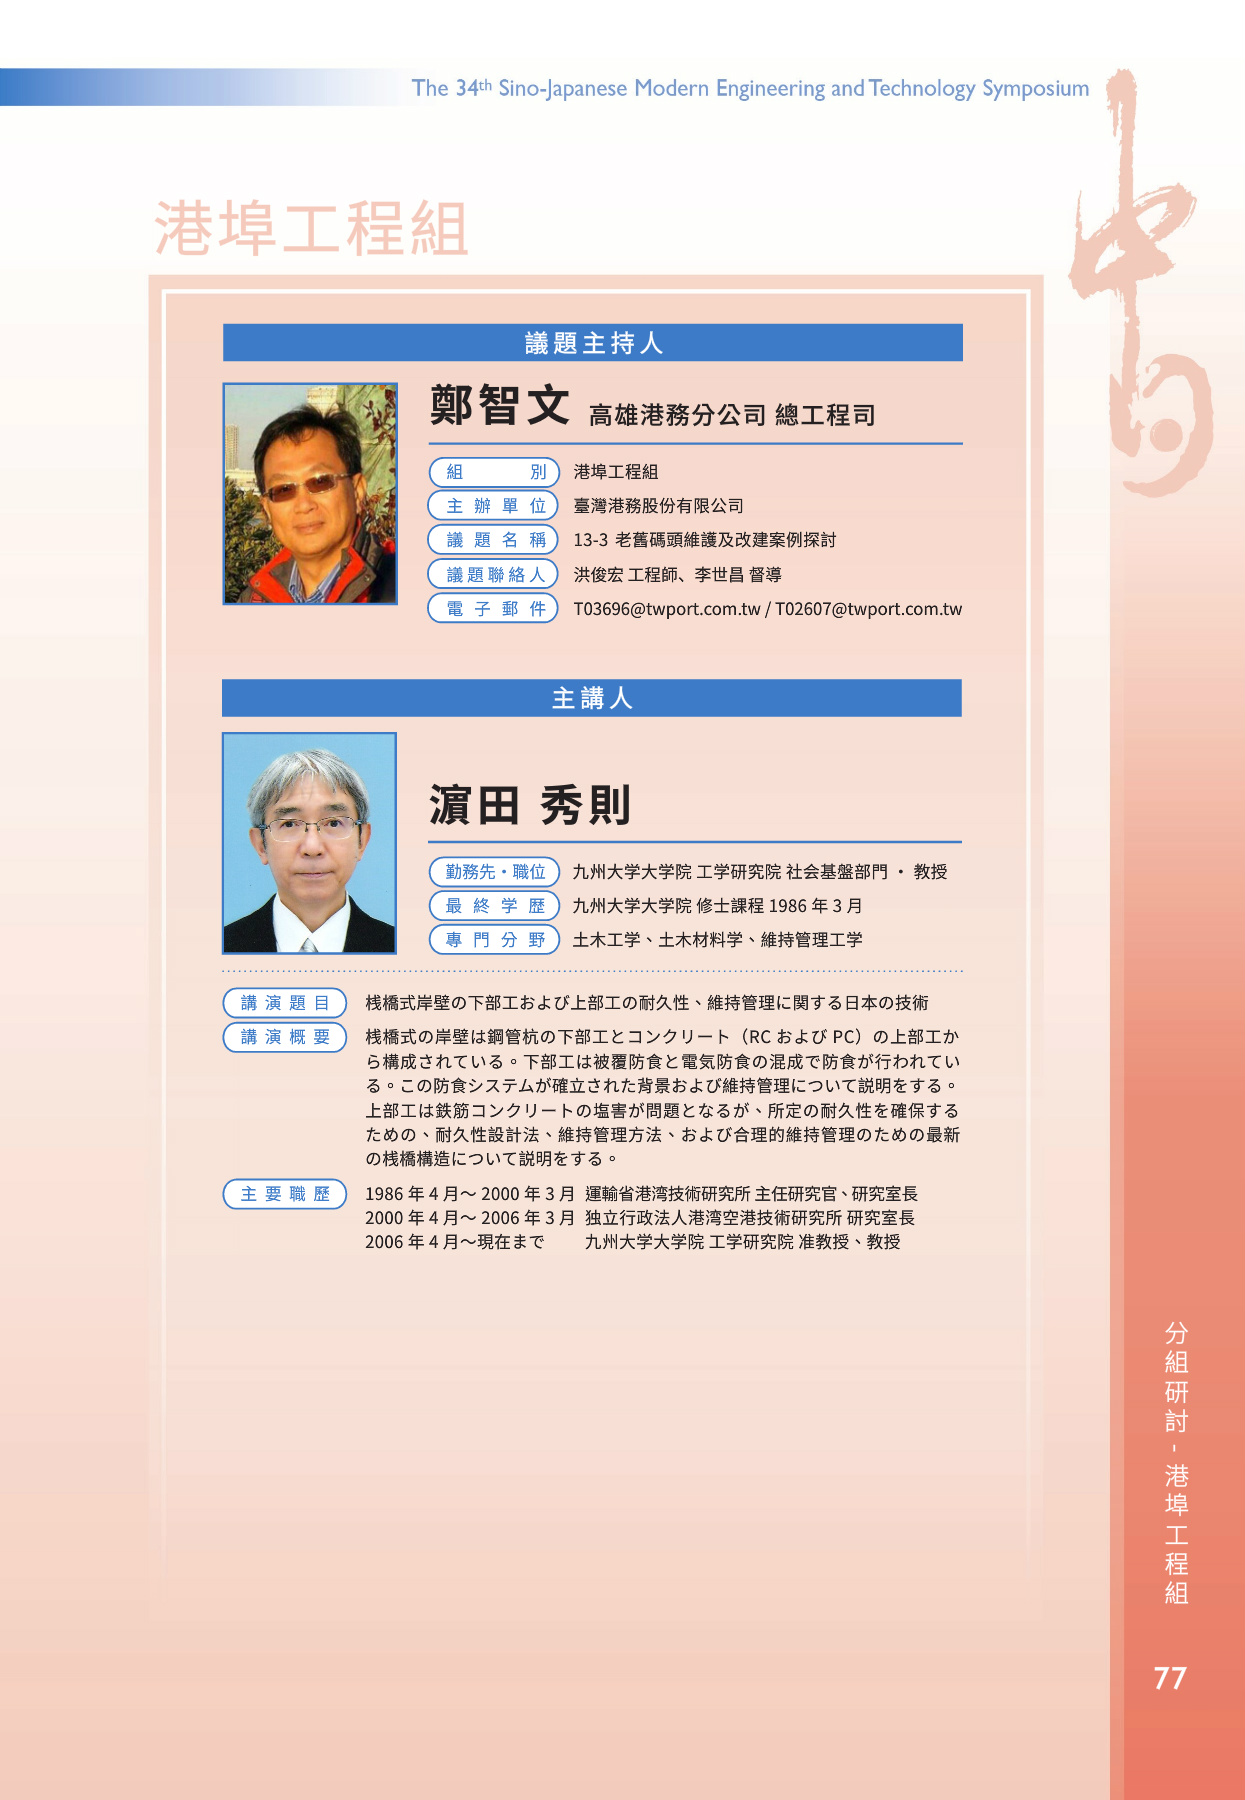 The 34th Sino-Japanese Modern Engineering and Technology Symposium
中日
港埠工程組
議題主持人
鄭智文 高雄港務分公司 總工程司
組別 港埠工程組
主辦單位 臺灣港務股份有限公司
議題名稱 13-3 老舊碼頭維護及改建案例探討
議題聯絡人 洪俊宏 工程師、李世昌 督導
電子郵件 T03696@twport.com.tw / T02607@twport.com.tw
主講人
濵田 秀則
勤務先・職位 九州大学大学院 工学研究院 社会基盤部門 ・ 教授
最終学歴 九州大学大学院 修士課程 1986 年 3 月
專門分野 土木工学、土木材料学、維持管理工学
講演題目 桟橋式岸壁の下部工および上部工の耐久性、維持管理に関する日本の技術
講演概要 桟橋式の岸壁は鋼管杭の下部工とコンクリート（RC および PC）の上部工か
ら構成されている。下部工は被覆防食と電気防食の混成で防食が行われてい
る。この防食システムが確立された背景および維持管理について説明をする。
上部工は鉄筋コンクリートの塩害が問題となるが、所定の耐久性を確保する
ための、耐久性設計法、維持管理方法、および合理的維持管理のための最新
の桟橋構造について説明をする。
主要職歷 1986 年 4 月～ 2000 年 3 月 運輸省港湾技術研究所 主任研究官、研究室長
2000 年 4 月～ 2006 年 3 月 独立行政法人港湾空港技術研究所 研究室長
2006 年 4 月～現在まで 九州大学大学院 工学研究院 准教授、教授
分組研討-港埠工程組
77